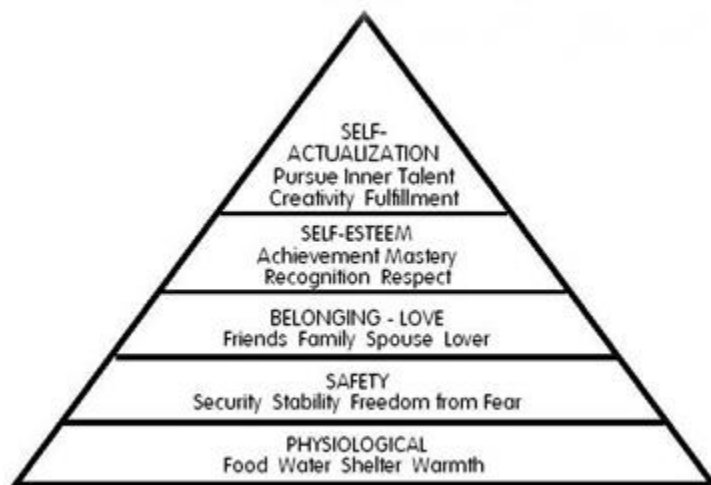 SELF-
ACTUALIZATION
Pursue Inner Talent
Creativity Fulfillment
SELF-ESTEEM
Achievement Mastery
Recognition Respect
BELONGING - LOVE
Friends Family Spouse Lover
SAFETY
Security Stability Freedom from Fear
PHYSIOLOGICAL
Food Water Shelter Warmth